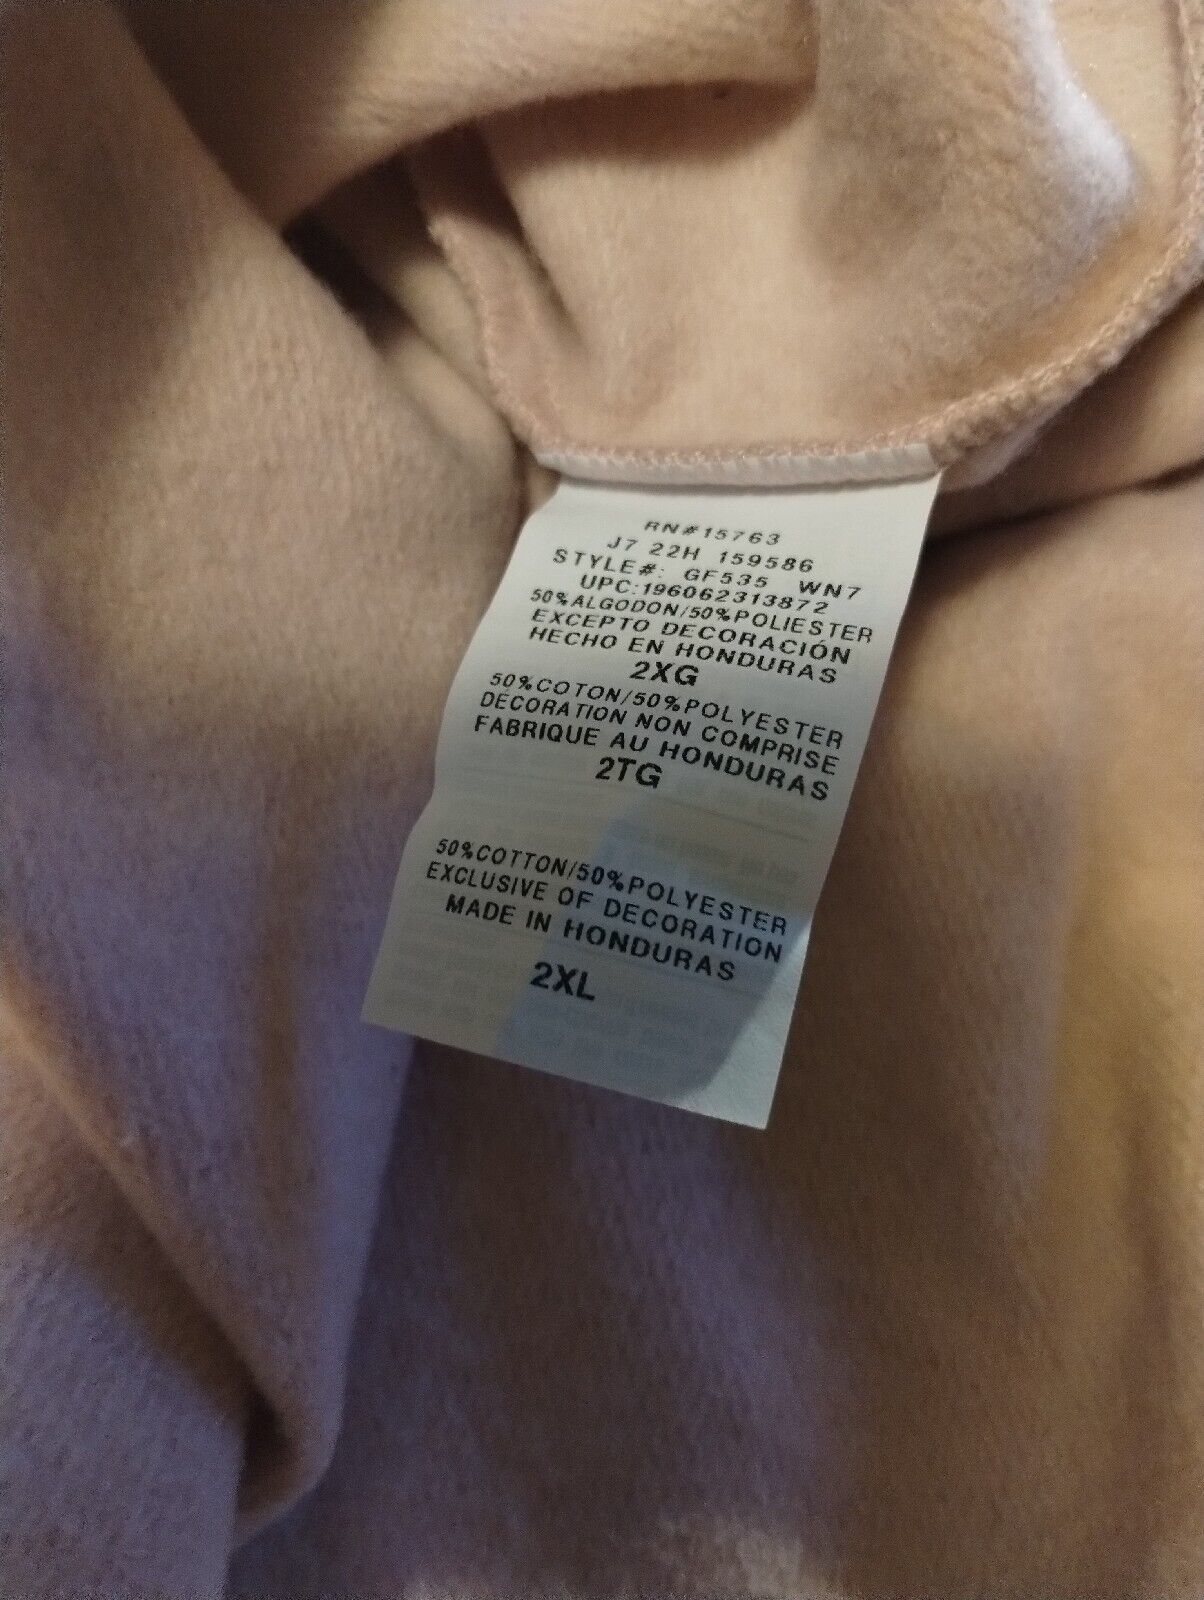 RN#15763
J7 22H 159586
STYLE#: GF535 WN7
UPC:196062313872
50%ALGODON/50%POLIESTER
EXCEPTO DECORACIÓN
HECHO EN HONDURAS
2XG
50%COTON/50%POLYESTER
DECORATION NON COMPRISE
FABRIQUE AU HONDURAS
2TG
50%COTTON/50%POLYESTER
EXCLUSIVE OF DECORATION
MADE IN HONDURAS
2XL